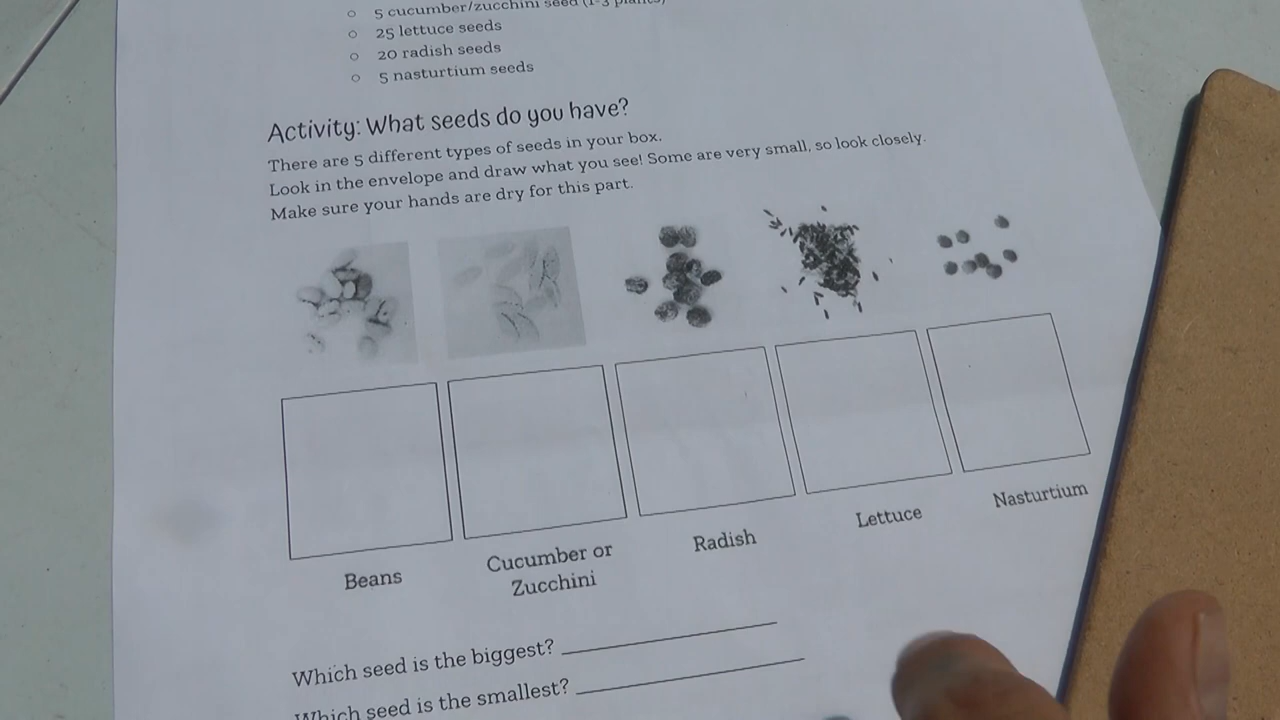 5 cucumber/zucchini seed (1-3 plants)
25 lettuce seeds
20 radish seeds
5 nasturtium seeds
Activity: What seeds do you have?
There are 5 different types of seeds in your box.
Look in the envelope and draw what you see! Some are very small, so look closely.
Make sure your hands are dry for this part.
Beans
Cucumber or
Zucchini
Radish
Lettuce
Nasturtium
Which seed is the biggest?
Which seed is the smallest?